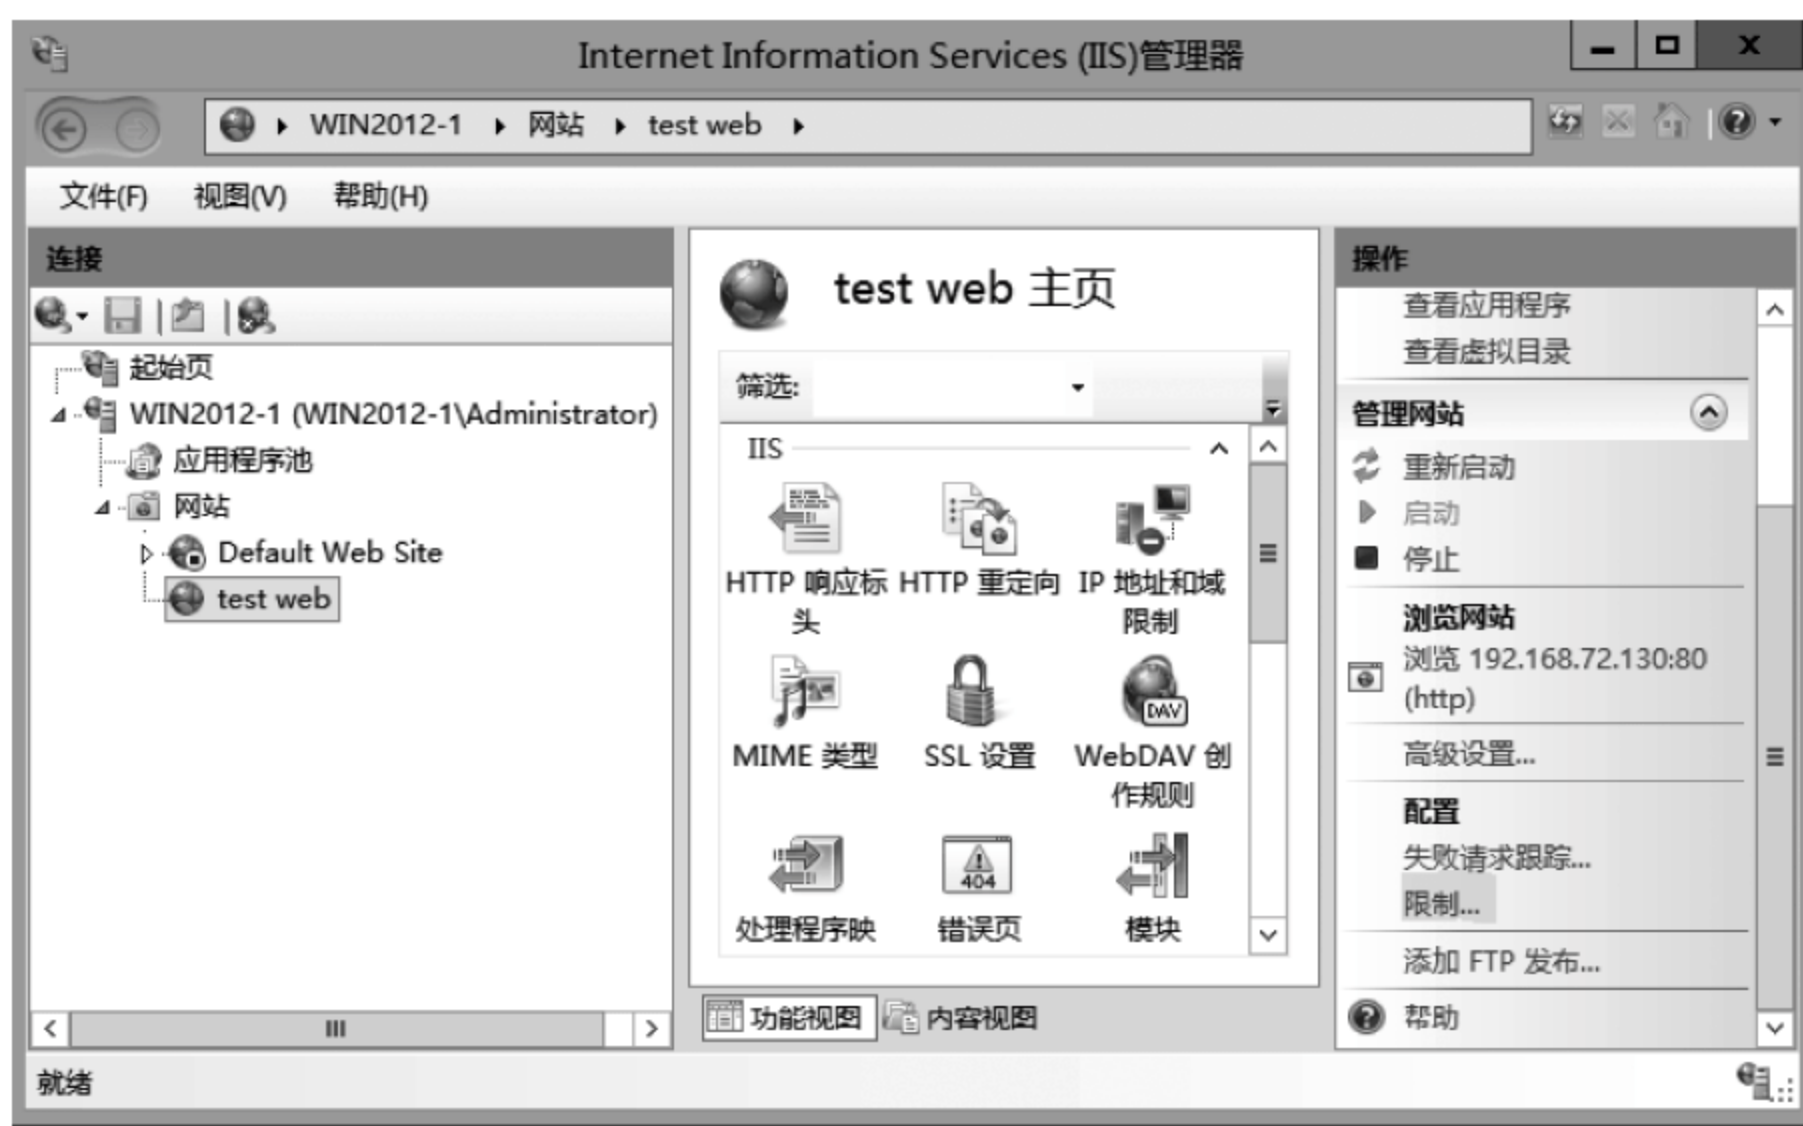 Internet Information Services (IIS)管理器
WIN2012-1 网站 test web
文件(F) 视图(V) 帮助(H)
连接
起始页
WIN2012-1 (WIN2012-1\Administrator)
应用程序池
网站
Default Web Site
test web
test web 主页
筛选:
IIS
HTTP 响应标头
HTTP 重定向
IP 地址和域限制
MIME 类型
SSL 设置
WebDAV 创作规则
DAV
处理程序映
错误页
404
模块
功能视图 内容视图
操作
查看应用程序
查看虚拟目录
管理网站
重新启动
启动
停止
浏览网站
浏览 192.168.72.130:80
(http)
高级设置...
配置
失败请求跟踪...
限制...
添加 FTP 发布...
帮助
就绪